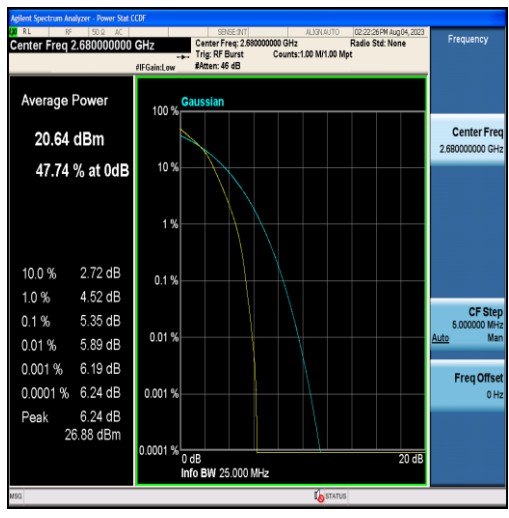 Agilent Spectrum Analyzer - Power Stat CCDF
RL RF 50 Ω AC SENSE:INT ALIGN AUTO 02:22:26 PM Aug 04, 2023
Center Freq 2.680000000 GHz
Center Freq: 2.680000000 GHz Radio Std: None
Trig: RF Burst Counts:1.00 M/1.00 Mpt
#IFGain:Low #Atten: 46 dB
Frequency
Average Power
20.64 dBm
47.74 % at 0dB
10.0 % 2.72 dB
1.0 % 4.52 dB
0.1 % 5.35 dB
0.01 % 5.89 dB
0.001 % 6.19 dB
0.0001 % 6.24 dB
Peak 6.24 dB
26.88 dBm
Gaussian
100 %
10 %
1 %
0.1 %
0.01 %
0.001 %
0.0001 %
0 dB 20 dB
Info BW 25.000 MHz
Center Freq
2.680000000 GHz
CF Step
5.000000 MHz
Auto Man
Freq Offset
0 Hz
MSG STATUS